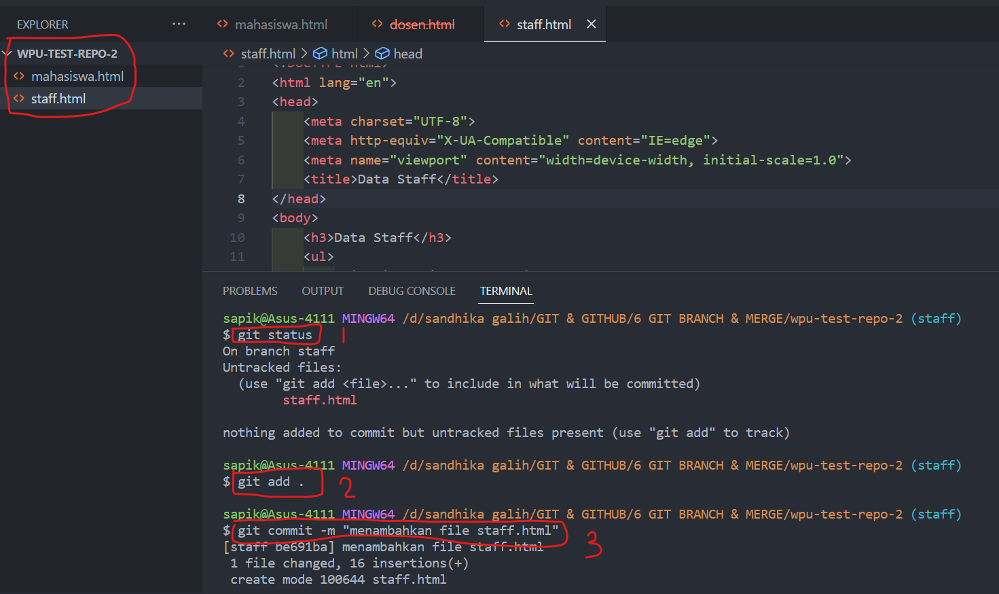 EXPLORER ...
WPU-TEST-REPO-2
mahasiswa.html
staff.html
mahasiswa.html dosen.html staff.html
staff.html > html > head
1 <!DOCTYPE html>
2 <html lang="en">
3 <head>
4 <meta charset="UTF-8">
5 <meta http-equiv="X-UA-Compatible" content="IE=edge">
6 <meta name="viewport" content="width=device-width, initial-scale=1.0">
7 <title>Data Staff</title>
8 </head>
9 <body>
10 <h3>Data Staff</h3>
11 <ul>
PROBLEMS OUTPUT DEBUG CONSOLE TERMINAL
sapik@Asus-4111 MINGW64 /d/sandhika galih/GIT & GITHUB/6 GIT BRANCH & MERGE/wpu-test-repo-2 (staff)
$ git status 1
On branch staff
Untracked files:
(use "git add <file>..." to include in what will be committed)
staff.html
nothing added to commit but untracked files present (use "git add" to track)
sapik@Asus-4111 MINGW64 /d/sandhika galih/GIT & GITHUB/6 GIT BRANCH & MERGE/wpu-test-repo-2 (staff)
$ git add . 2
sapik@Asus-4111 MINGW64 /d/sandhika galih/GIT & GITHUB/6 GIT BRANCH & MERGE/wpu-test-repo-2 (staff)
$ git commit -m "menambahkan file staff.html" 3
[staff be691ba] menambahkan file staff.html
1 file changed, 16 insertions(+)
create mode 100644 staff.html